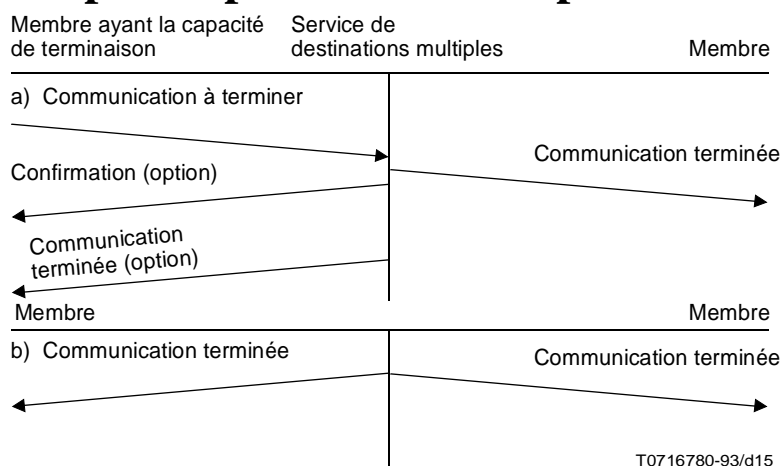 Membre ayant la capacité
de terminaison
Service de
destinations multiples
Membre
a) Communication à terminer
Communication terminée
Confirmation (option)
Communication
terminée (option)
Membre
Membre
b) Communication terminée
Communication terminée
T0716780-93/d15